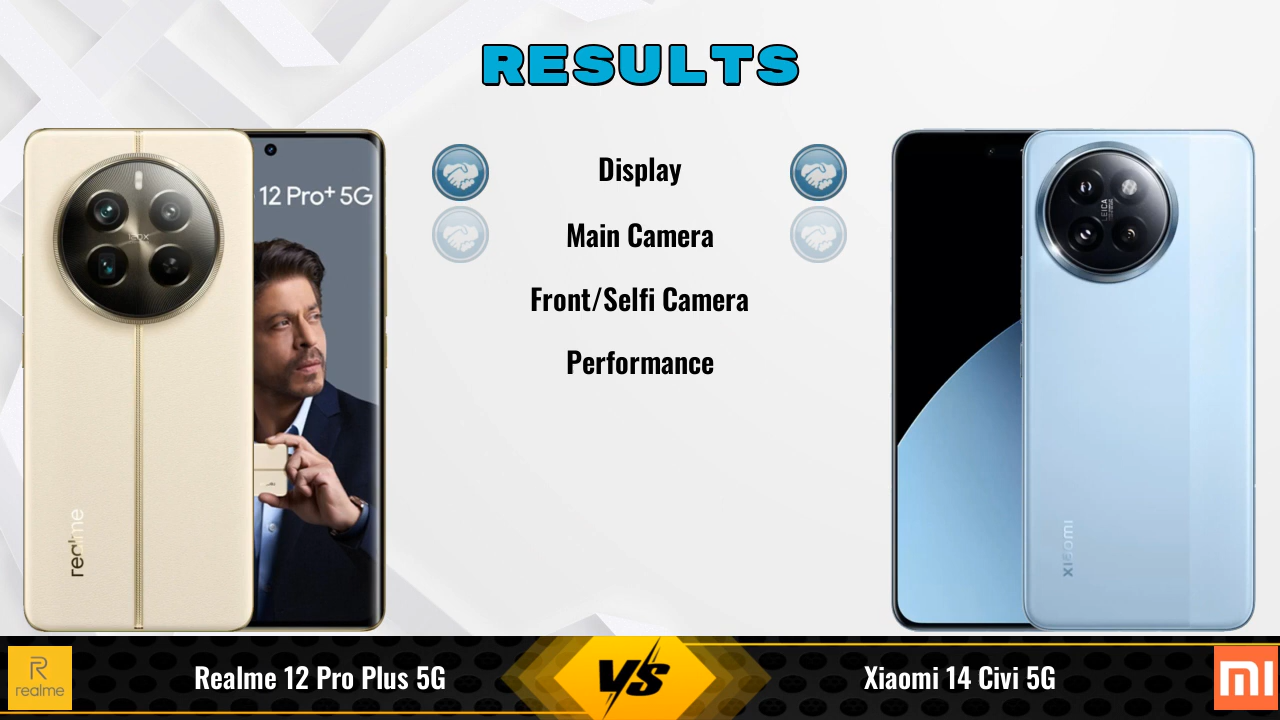 RESULTS
Display
Main Camera
Front/Selfi Camera
Performance
12 Pro+ 5G
realme
LEICA
xiaomi
realme
Realme 12 Pro Plus 5G
VS
Xiaomi 14 Civi 5G
mi